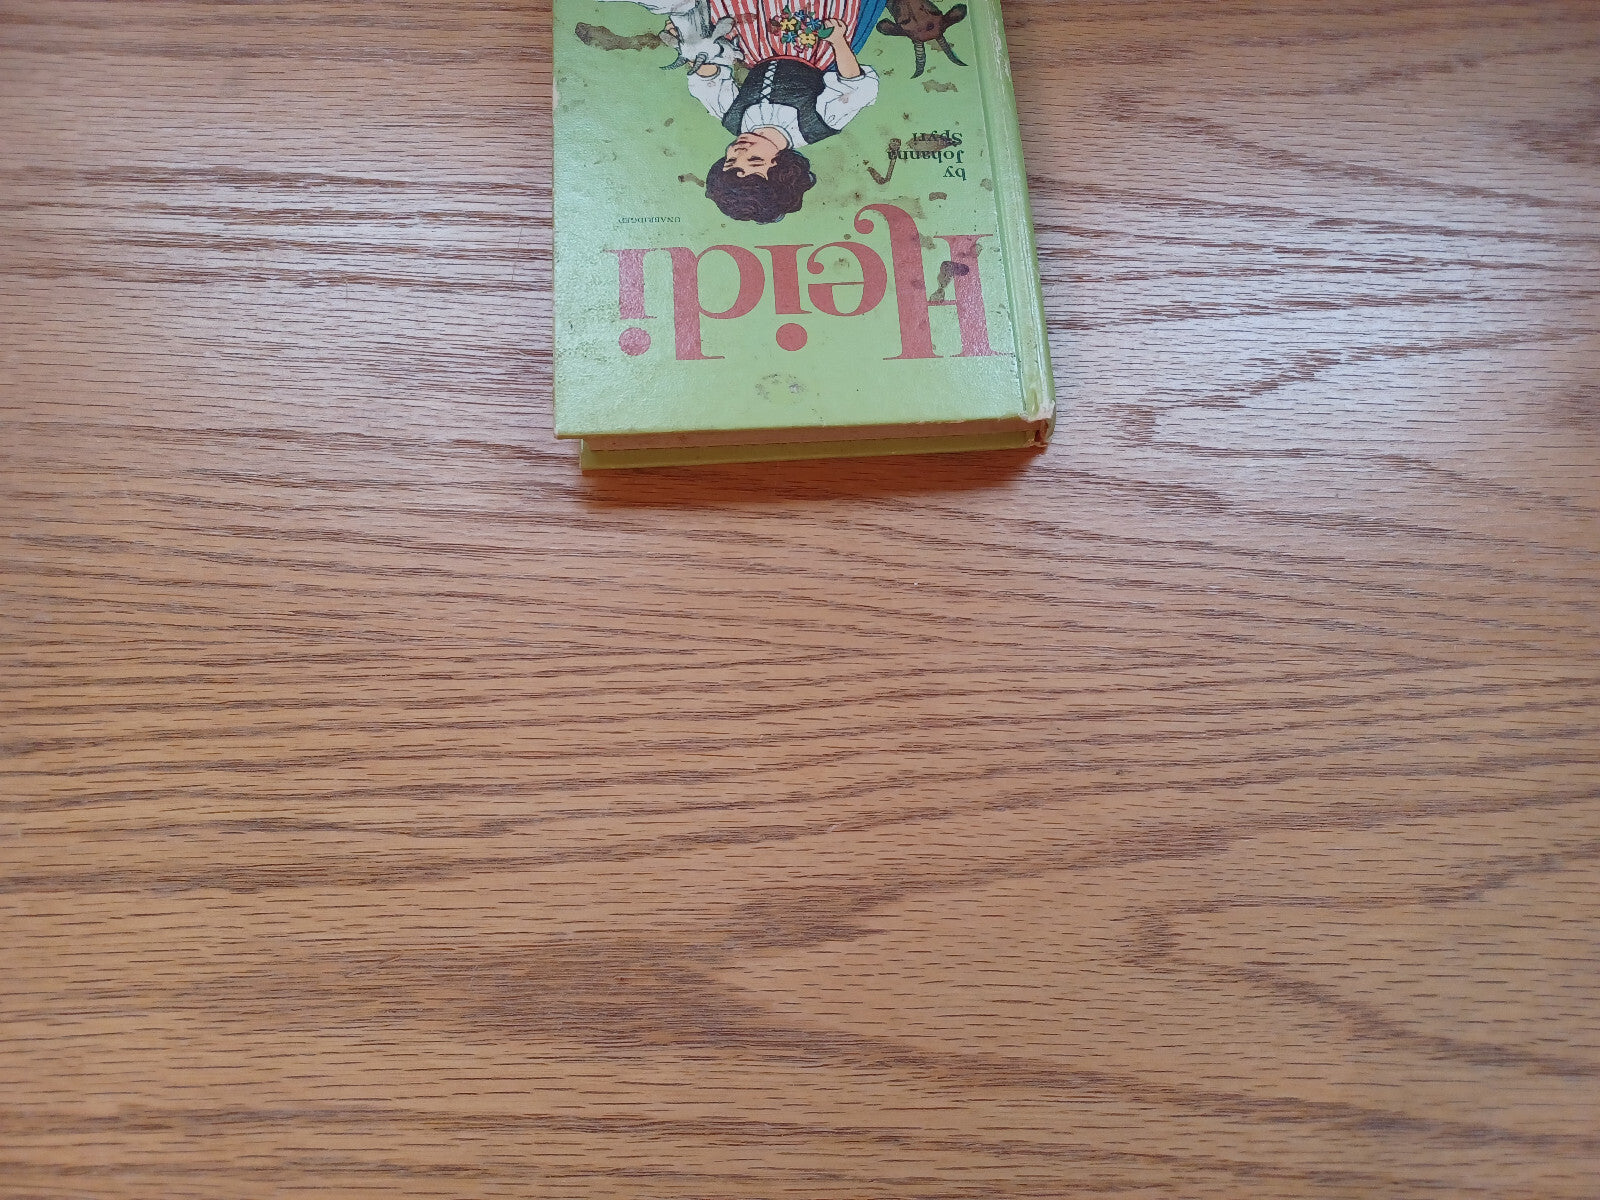 Heidi
UNABRIDGED
by
Johanna
Spyri